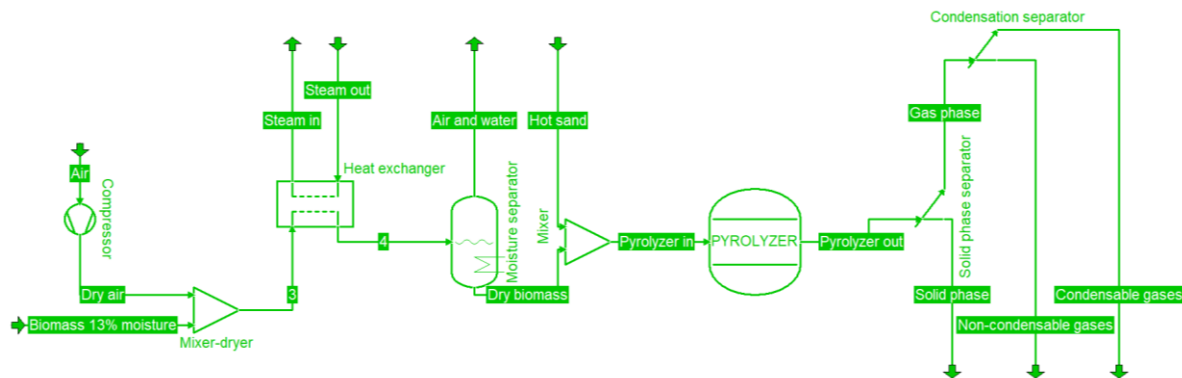 Condensation separator
Steam out
Steam in
Air and water
Hot sand
Gas phase
Air
Compressor
Heat exchanger
Moisture separator
Mixer
Solid phase separator
4
Pyrolyzer in
PYROLYZER
Pyrolyzer out
3
Dry air
Dry biomass
Solid phase
Condensable gases
Biomass 13% moisture
Non-condensable gases
Mixer-dryer